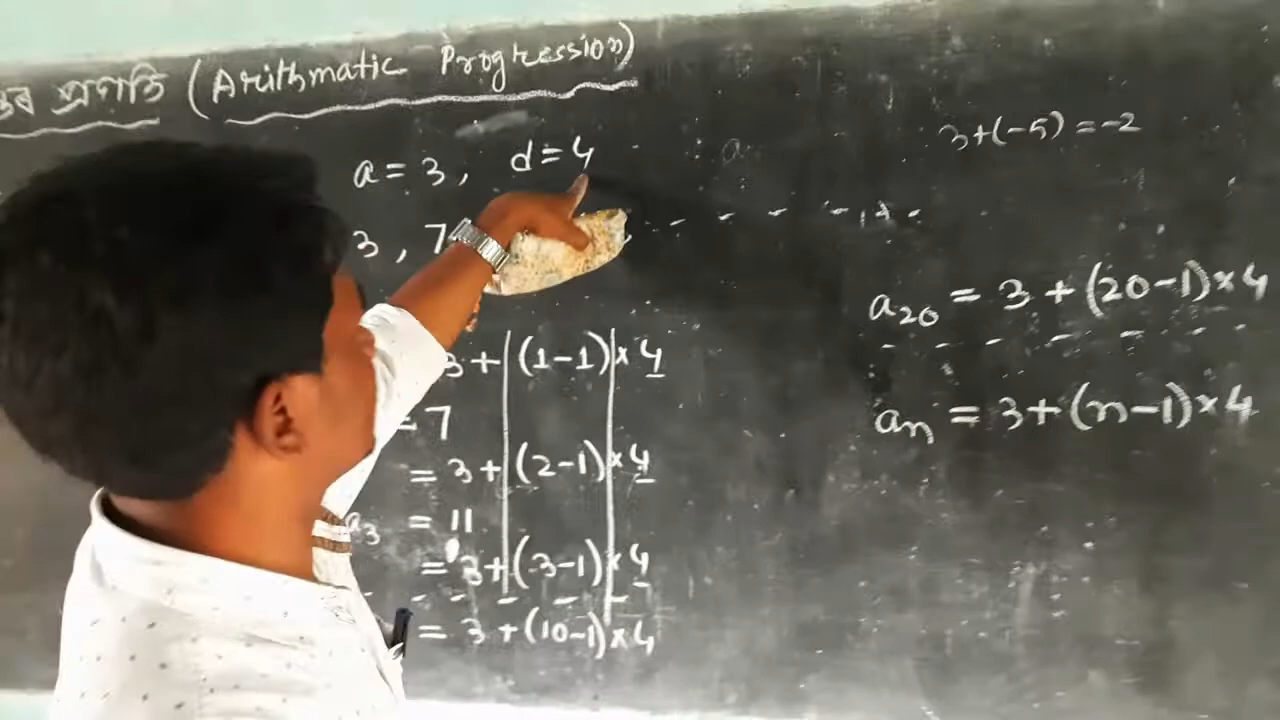 প্ৰগতি (Arithmatic Progression)
a = 3, d = 4
3 + (-5) = -2
3, 7
a₂₀ = 3 + (20-1) × 4
aₙ = 3 + (n-1) × 4
3 + (1-1) × 4
= 7
= 3 + (2-1) × 4
a₃ = 11
= 3 + (3-1) × 4
= 3 + (10-1) × 4